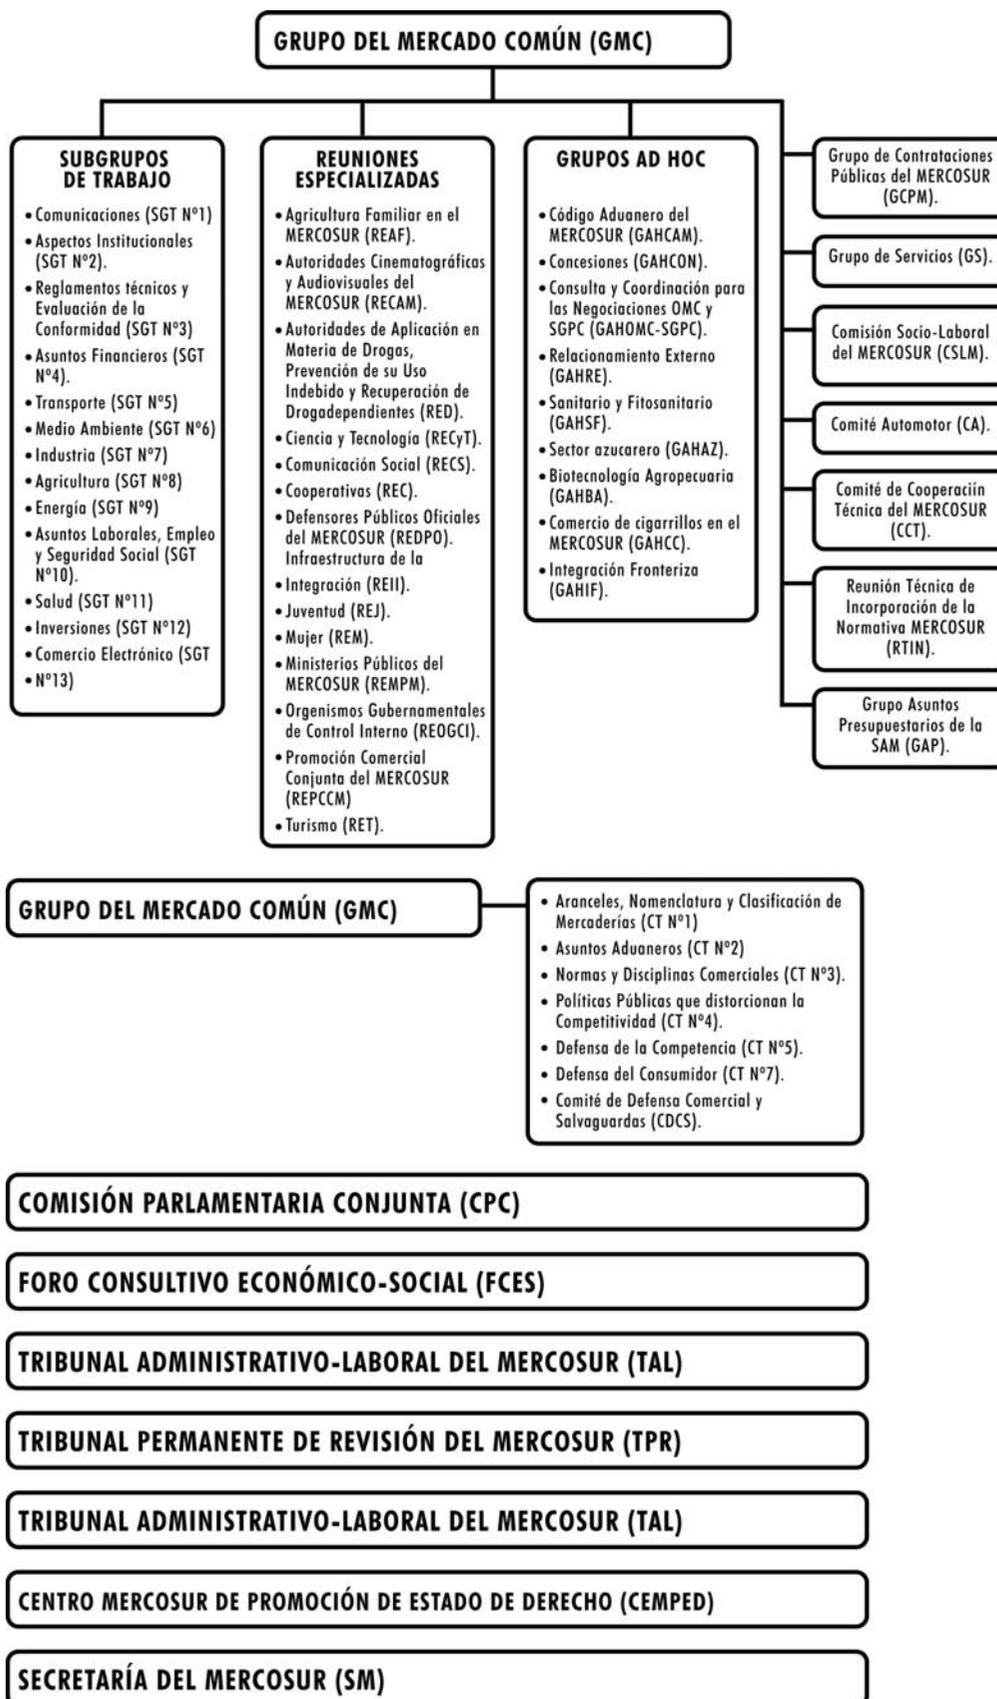 GRUPO DEL MERCADO COMÚN (GMC)
SUBGRUPOS
DE TRABAJO
• Comunicaciones (SGT Nº1)
• Aspectos Institucionales
(SGT Nº2).
• Reglamentos técnicos y
Evaluación de la
Conformidad (SGT Nº3)
• Asuntos Financieros (SGT
Nº4).
• Transporte (SGT Nº5)
• Medio Ambiente (SGT Nº6)
• Industria (SGT Nº7)
• Agricultura (SGT Nº8)
• Energía (SGT Nº9)
• Asuntos Laborales, Empleo
y Seguridad Social (SGT
Nº10).
• Salud (SGT Nº11)
• Inversiones (SGT Nº12)
• Comercio Electrónico (SGT
• Nº13)
REUNIONES
ESPECIALIZADAS
• Agricultura Familiar en el
MERCOSUR (REAF).
• Autoridades Cinematográficas
y Audiovisuales del
MERCOSUR (RECAM).
• Autoridades de Aplicación en
Materia de Drogas,
Prevención de su Uso
Indebido y Recuperación de
Drogadependientes (RED).
• Ciencia y Tecnología (RECyT).
• Comunicación Social (RECS).
• Cooperativas (REC).
• Defensores Públicos Oficiales
del MERCOSUR (REDPO).
Infraestructura de la
• Integración (REII).
• Juventud (REJ).
• Mujer (REM).
• Ministerios Públicos del
MERCOSUR (REMPM).
• Organismos Gubernamentales
de Control Interno (REOGCI).
• Promoción Comercial
Conjunta del MERCOSUR
(REPCCM)
• Turismo (RET).
GRUPOS AD HOC
• Código Aduanero del
MERCOSUR (GAHCAM).
• Concesiones (GAHCON).
• Consulta y Coordinación para
las Negociaciones OMC y
SGPC (GAHOMC-SGPC).
• Relacionamiento Externo
(GAHRE).
• Sanitario y Fitosanitario
(GAHSF).
• Sector azucarero (GAHAZ).
• Biotecnología Agropecuaria
(GAHBA).
• Comercio de cigarrillos en el
MERCOSUR (GAHCC).
• Integración Fronteriza
(GAHIF).
Grupo de Contrataciones
Públicas del MERCOSUR
(GCPM).
Grupo de Servicios (GS).
Comisión Socio-Laboral
del MERCOSUR (CSLM).
Comité Automotor (CA).
Comité de Cooperaciín
Técnica del MERCOSUR
(CCT).
Reunión Técnica de
Incorporación de la
Normativa MERCOSUR
(RTIN).
Grupo Asuntos
Presupuestarios de la
SAM (GAP).
GRUPO DEL MERCADO COMÚN (GMC)
• Aranceles, Nomenclatura y Clasificación de
Mercaderías (CT Nº1)
• Asuntos Aduaneros (CT Nº2)
• Normas y Disciplinas Comerciales (CT Nº3).
• Políticas Públicas que distorcionan la
Competitividad (CT Nº4).
• Defensa de la Competencia (CT Nº5).
• Defensa del Consumidor (CT Nº7).
• Comité de Defensa Comercial y
Salvaguardas (CDCS).
COMISIÓN PARLAMENTARIA CONJUNTA (CPC)
FORO CONSULTIVO ECONÓMICO-SOCIAL (FCES)
TRIBUNAL ADMINISTRATIVO-LABORAL DEL MERCOSUR (TAL)
TRIBUNAL PERMANENTE DE REVISIÓN DEL MERCOSUR (TPR)
TRIBUNAL ADMINISTRATIVO-LABORAL DEL MERCOSUR (TAL)
CENTRO MERCOSUR DE PROMOCIÓN DE ESTADO DE DERECHO (CEMPED)
SECRETARÍA DEL MERCOSUR (SM)